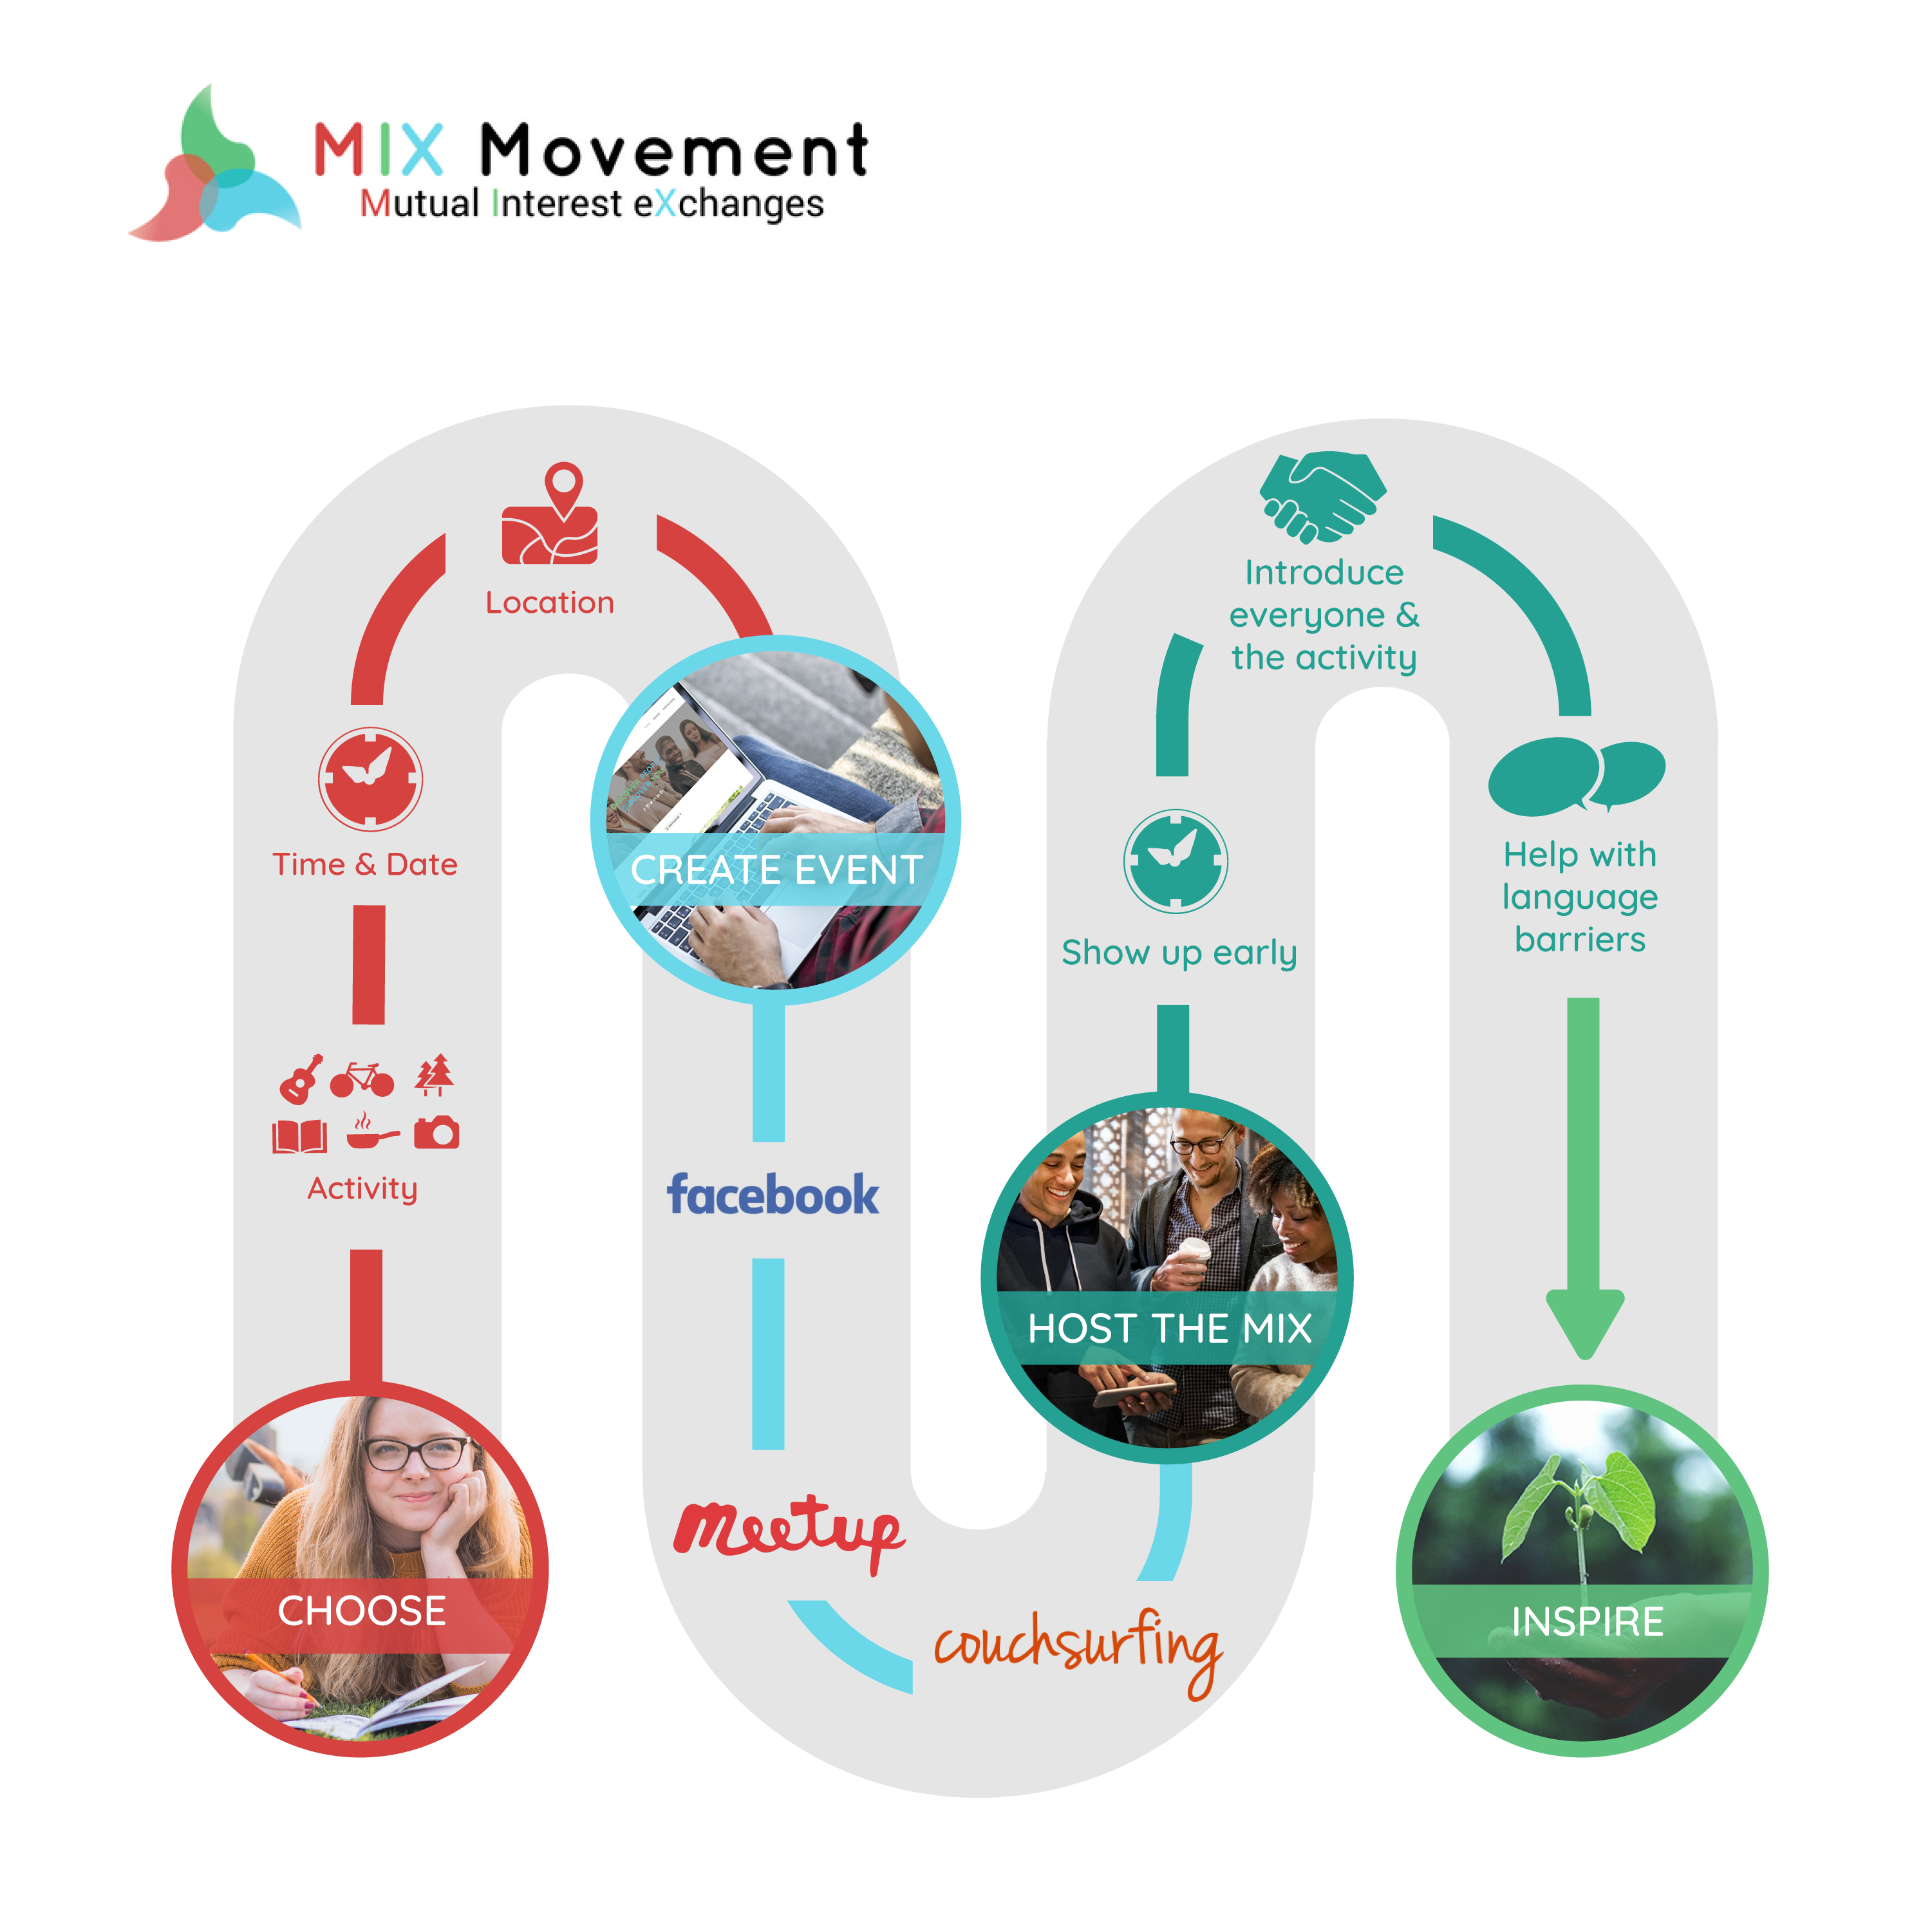 MIX Movement
Mutual Interest eXchanges
CHOOSE
Activity
Time & Date
Location
CREATE EVENT
facebook
meetup
couchsurfing
HOST THE MIX
Show up early
Introduce
everyone &
the activity
Help with
language
barriers
INSPIRE